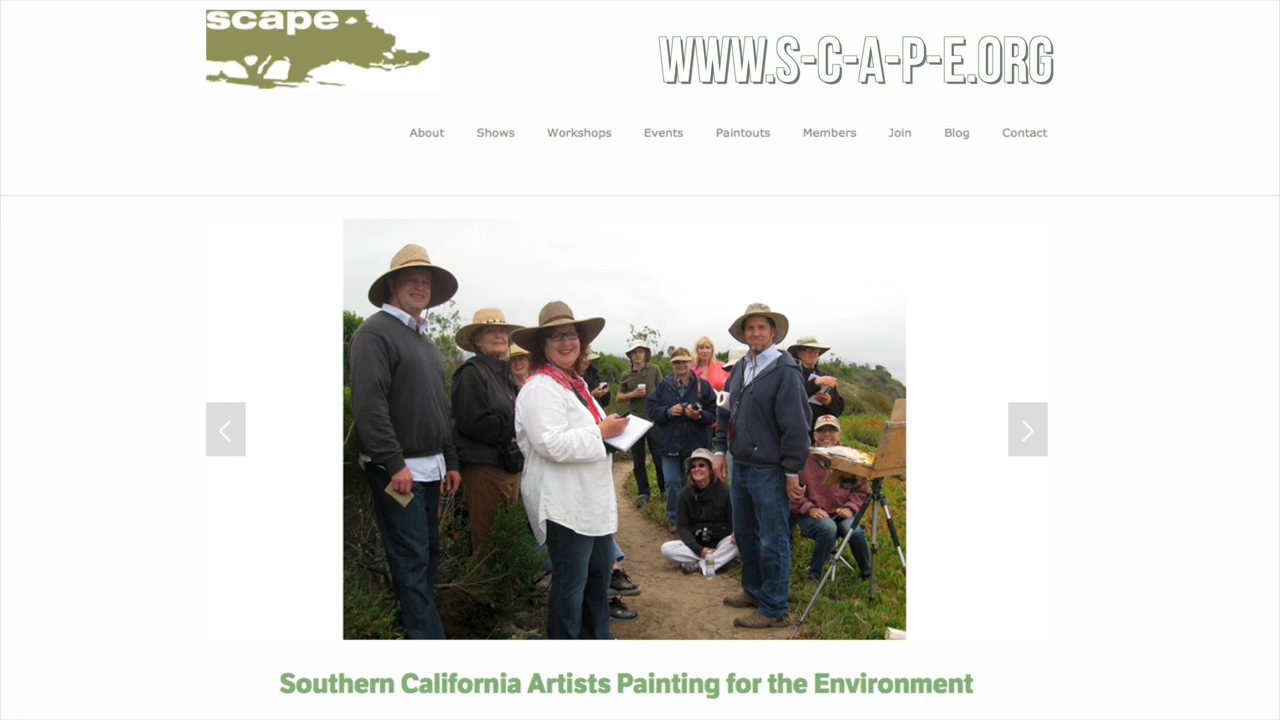 scape
WWW.S-C-A-P-E.ORG
About Shows Workshops Events Paintouts Members Join Blog Contact
Southern California Artists Painting for the Environment